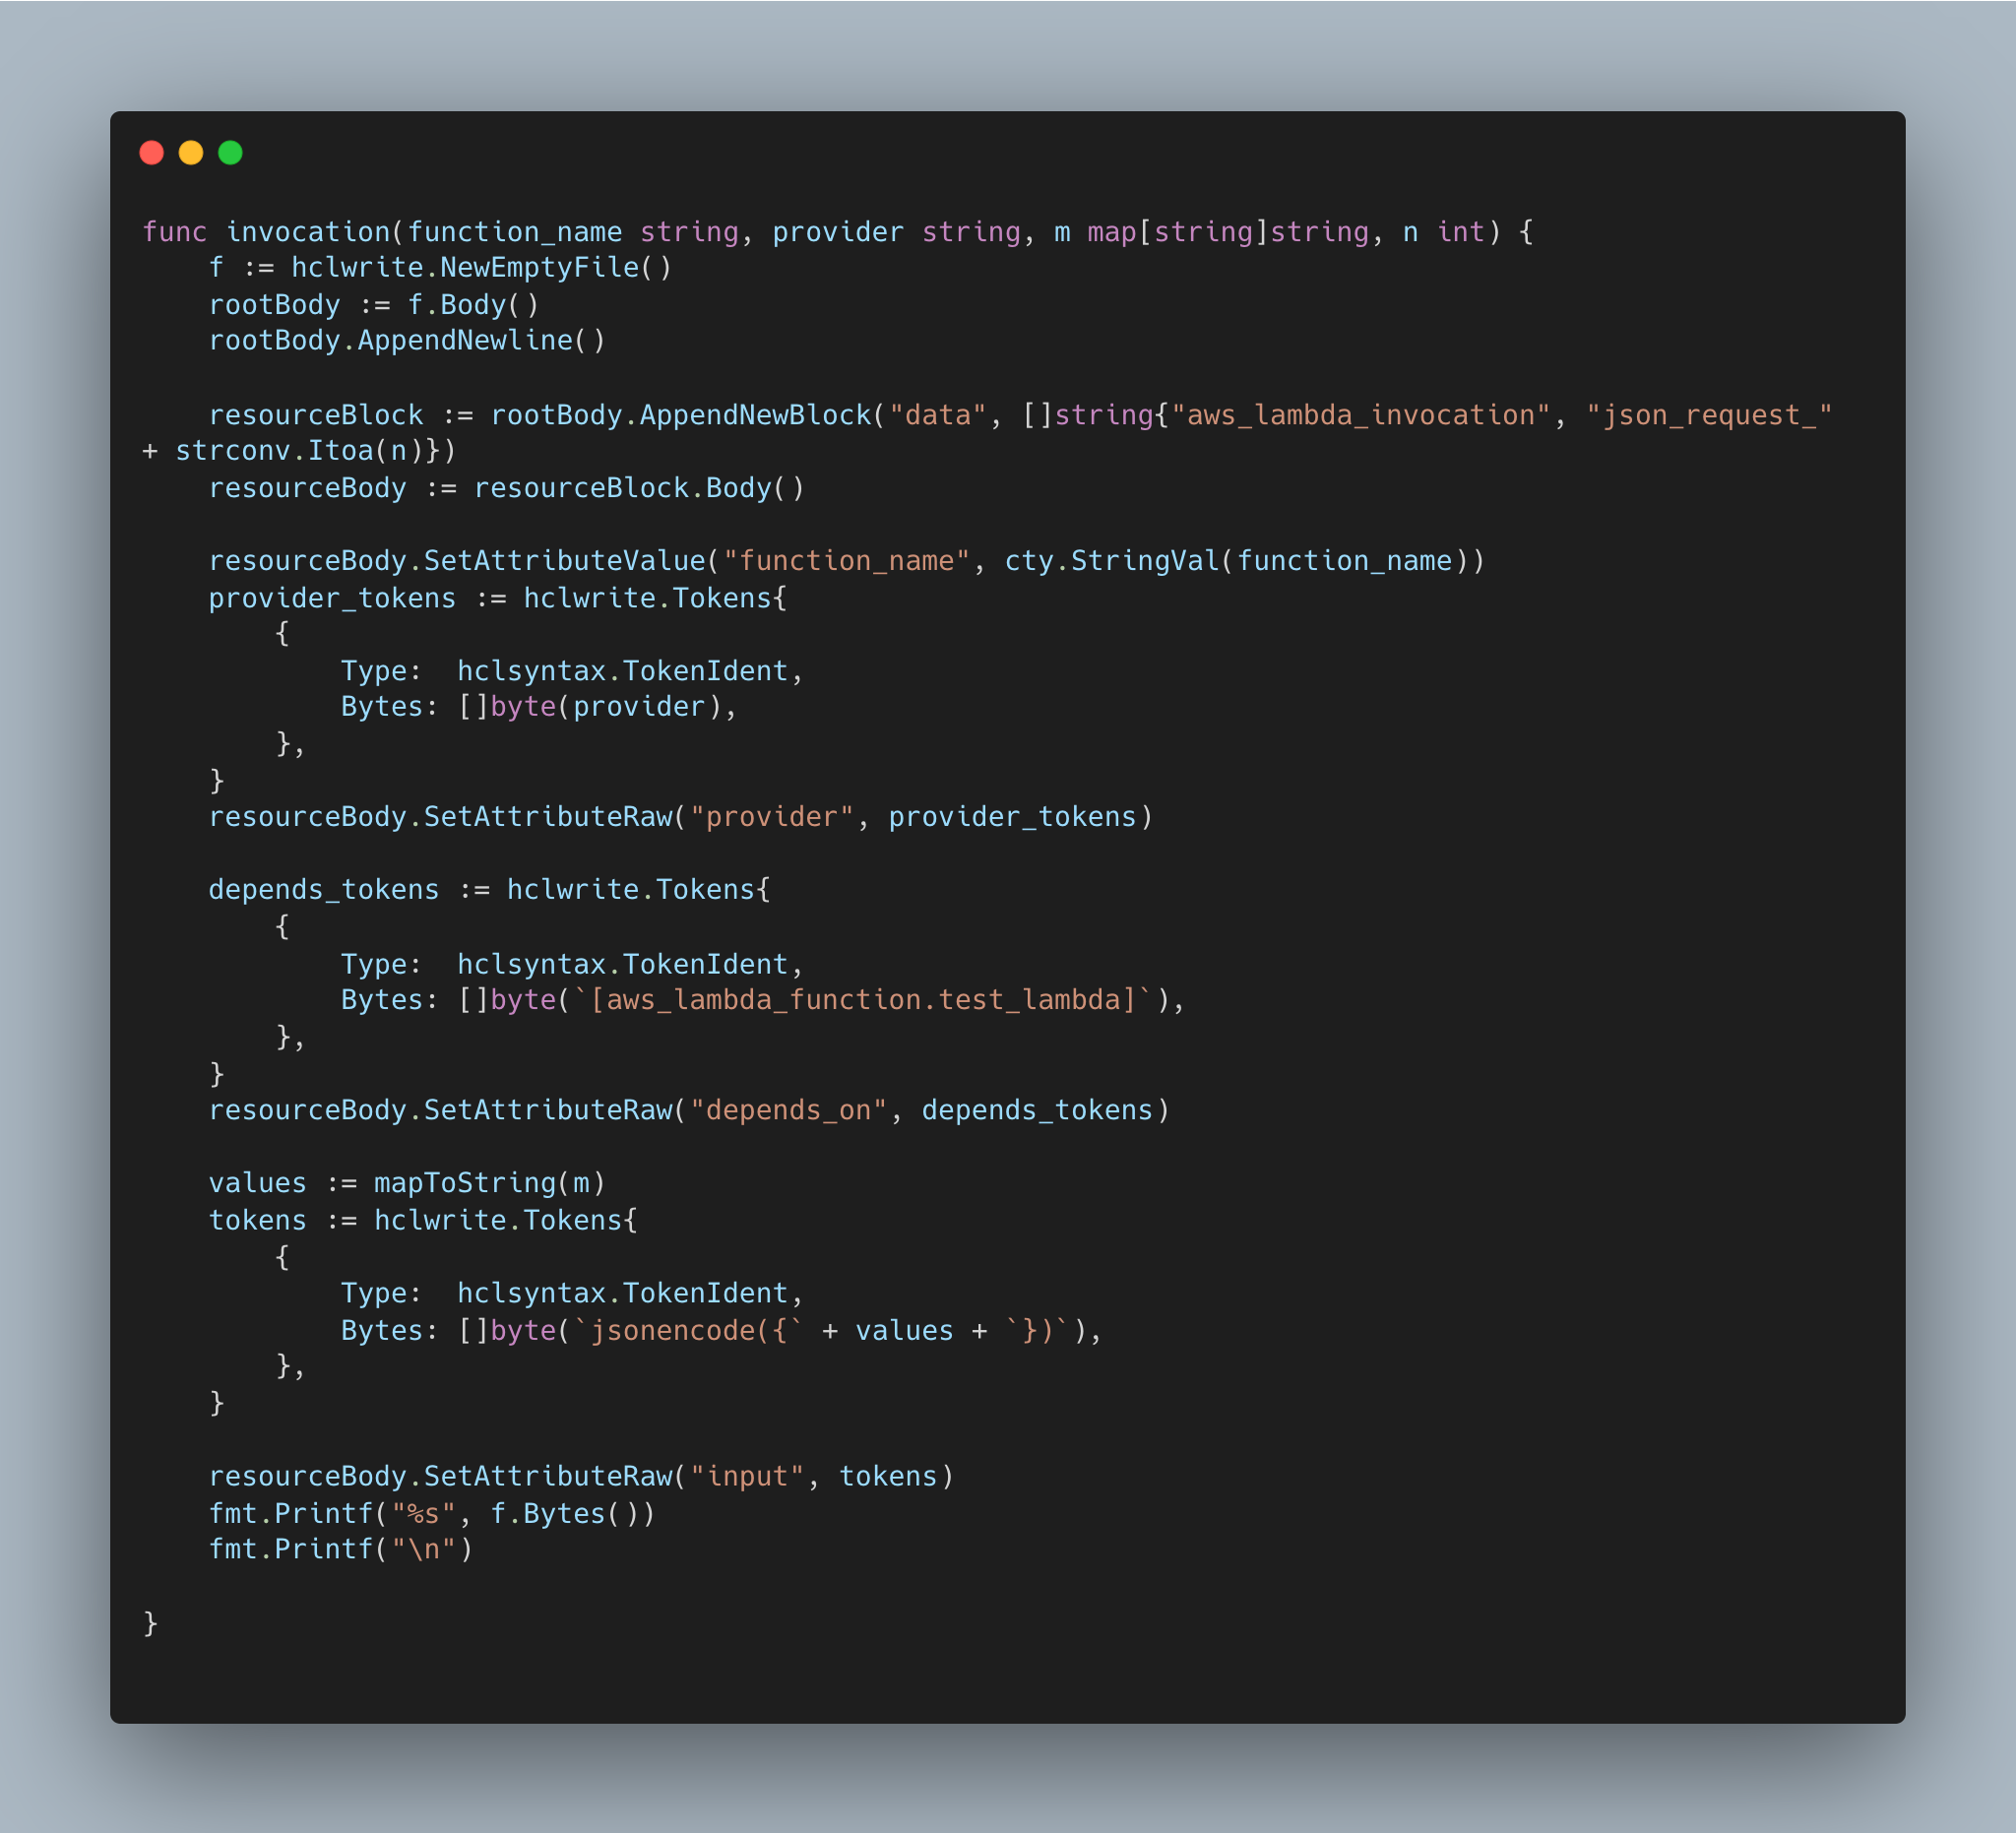 func invocation(function_name string, provider string, m map[string]string, n int) {
    f := hclwrite.NewEmptyFile()
    rootBody := f.Body()
    rootBody.AppendNewline()

    resourceBlock := rootBody.AppendNewBlock("data", []string{"aws_lambda_invocation", "json_request_"
+ strconv.Itoa(n)})
    resourceBody := resourceBlock.Body()

    resourceBody.SetAttributeValue("function_name", cty.StringVal(function_name))
    provider_tokens := hclwrite.Tokens{
        {
            Type:  hclsyntax.TokenIdent,
            Bytes: []byte(provider),
        },
    }
    resourceBody.SetAttributeRaw("provider", provider_tokens)

    depends_tokens := hclwrite.Tokens{
        {
            Type:  hclsyntax.TokenIdent,
            Bytes: []byte(`[aws_lambda_function.test_lambda]`),
        },
    }
    resourceBody.SetAttributeRaw("depends_on", depends_tokens)

    values := mapToString(m)
    tokens := hclwrite.Tokens{
        {
            Type:  hclsyntax.TokenIdent,
            Bytes: []byte(`jsonencode({` + values + `})`),
        },
    }

    resourceBody.SetAttributeRaw("input", tokens)
    fmt.Printf("%s", f.Bytes())
    fmt.Printf("\n")

}